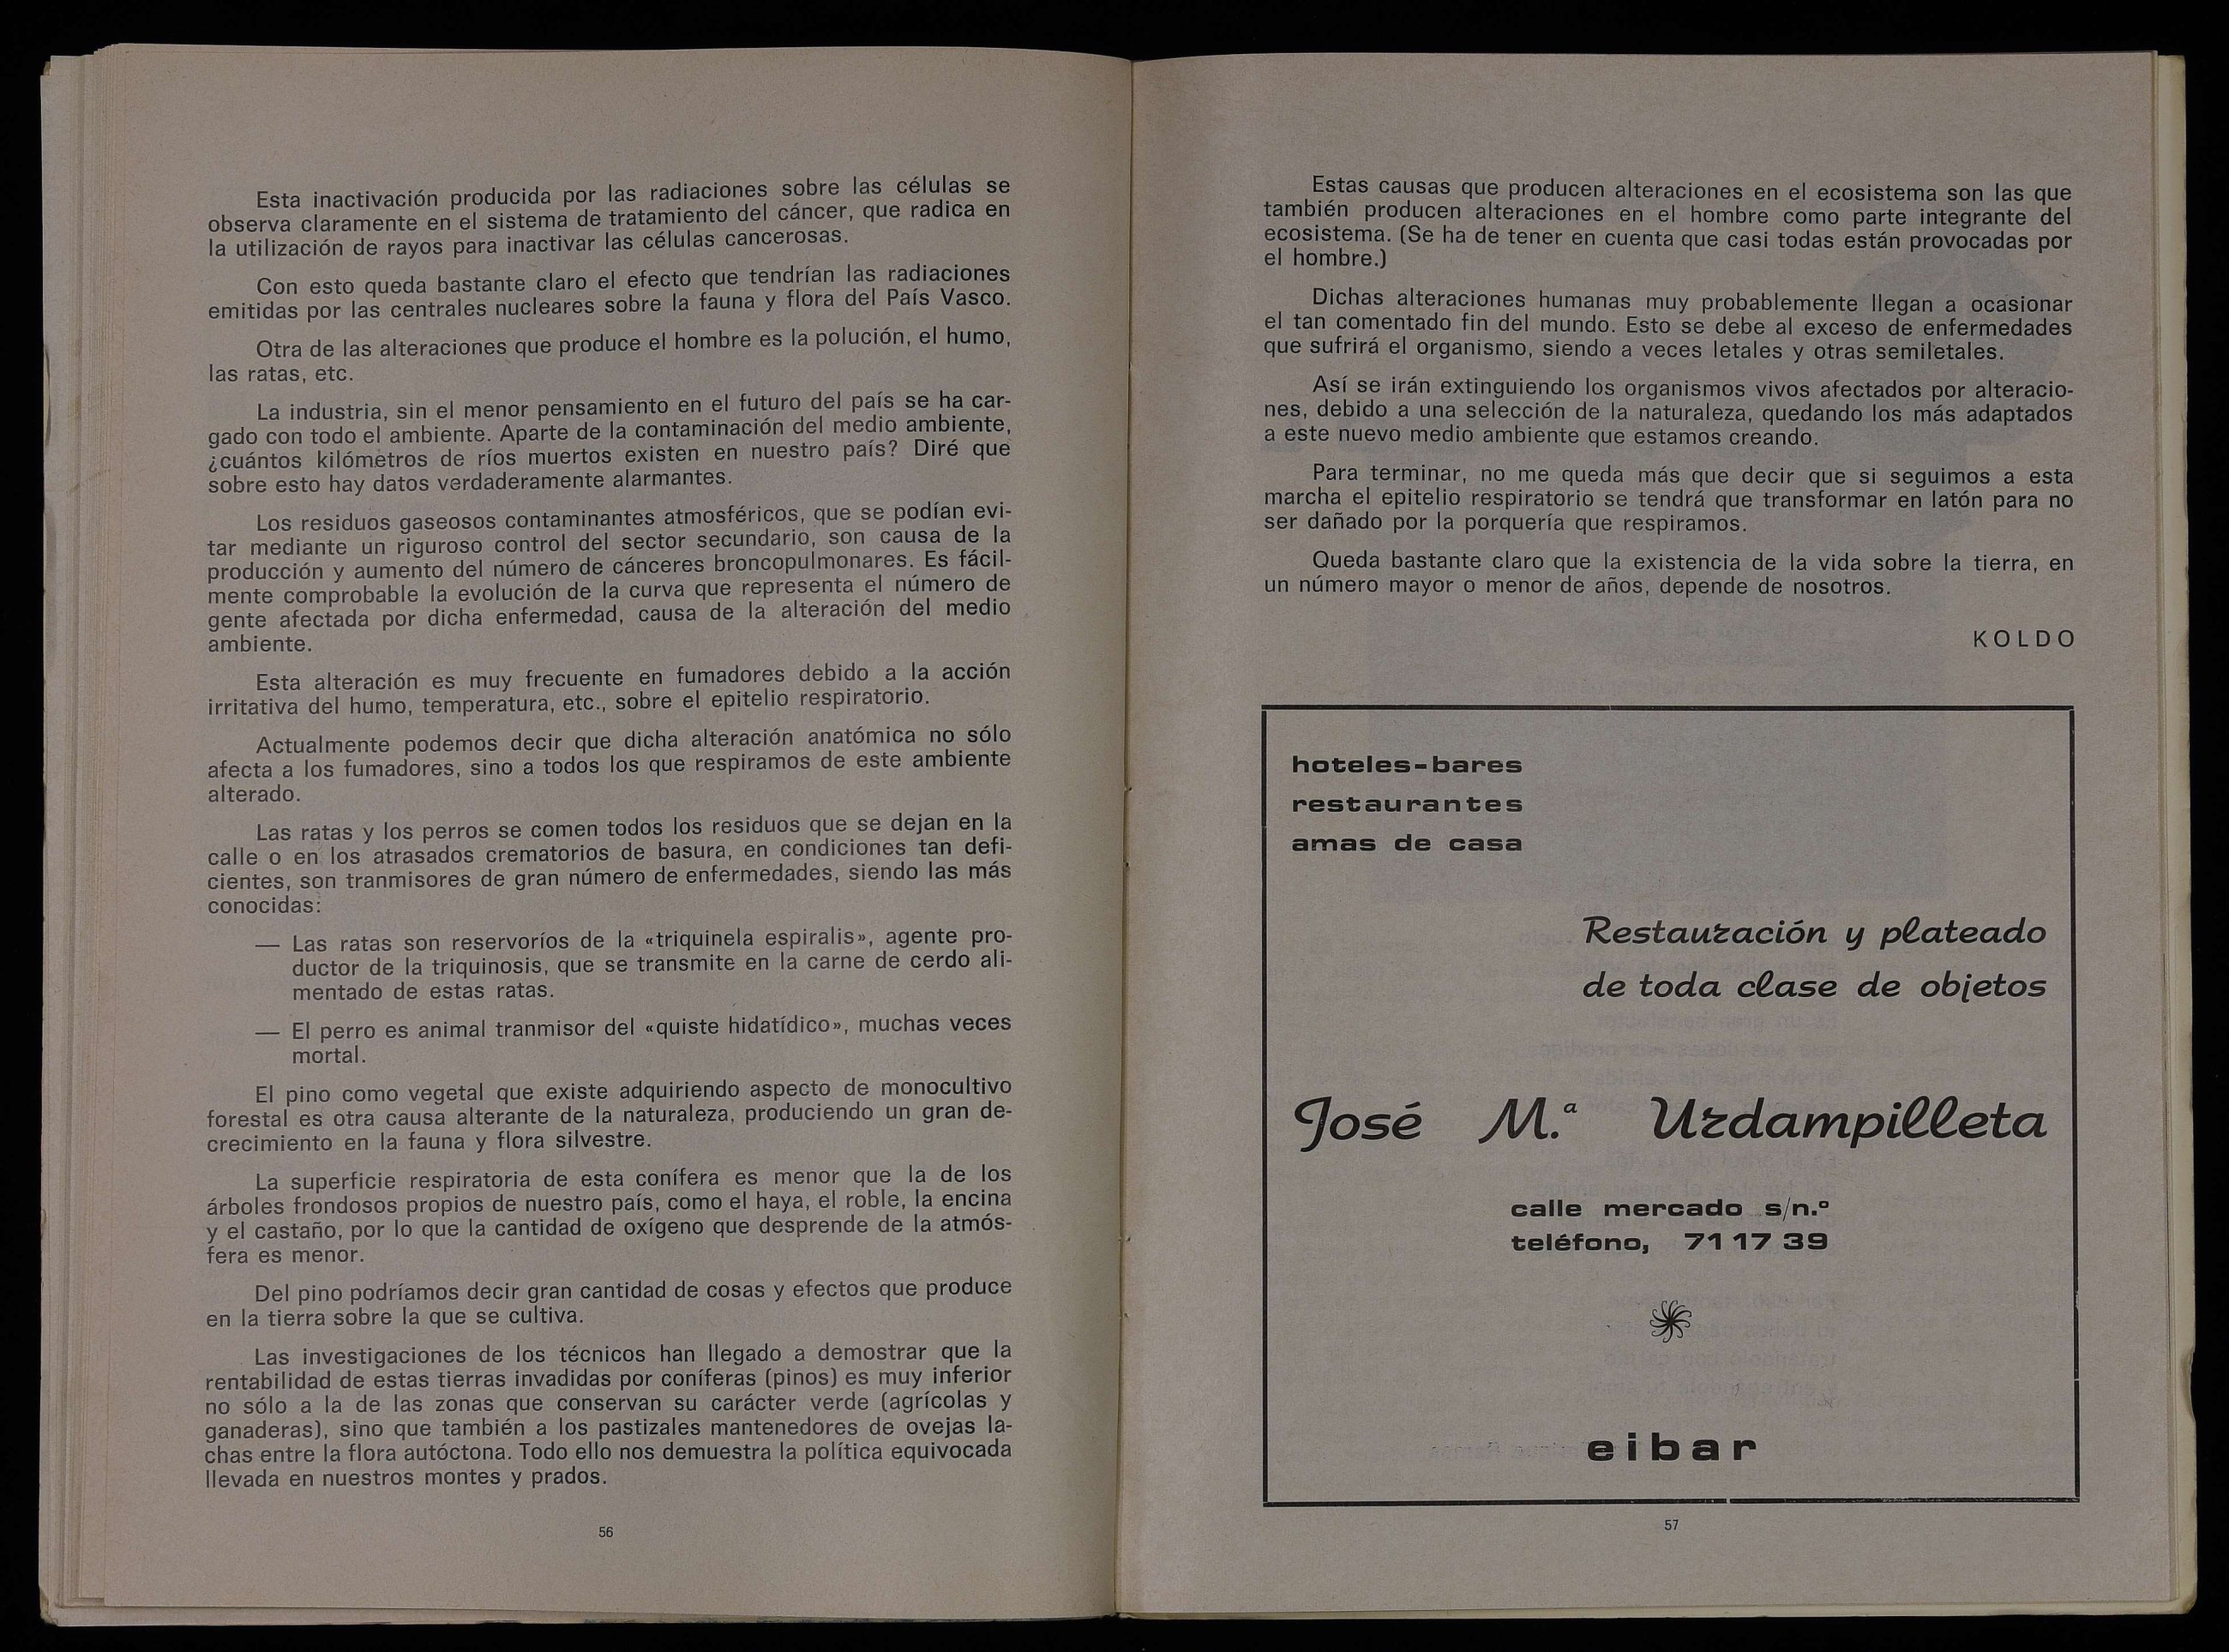 Esta inactivación producida por las radiaciones sobre las células se
observa claramente en el sistema de tratamiento del cáncer, que radica en
la utilización de rayos para inactivar las células cancerosas.
Con esto queda bastante claro el efecto que tendrían las radiaciones
emitidas por las centrales nucleares sobre la fauna y flora del País Vasco.
Otra de las alteraciones que produce el hombre es la polución, el humo,
las ratas, etc.
La industria, sin el menor pensamiento en el futuro del país se ha car-
gado con todo el ambiente. Aparte de la contaminación del medio ambiente,
¿cuántos kilómetros de ríos muertos existen en nuestro país? Diré que
sobre esto hay datos verdaderamente alarmantes.
Los residuos gaseosos contaminantes atmosféricos, que se podían evi-
tar mediante un riguroso control del sector secundario, son causa de la
producción y aumento del número de cánceres broncopulmonares. Es fácil-
mente comprobable la evolución de la curva que representa el número de
gente afectada por dicha enfermedad, causa de la alteración del medio
ambiente.
Esta alteración es muy frecuente en fumadores debido a la acción
irritativa del humo, temperatura, etc., sobre el epitelio respiratorio.
Actualmente podemos decir que dicha alteración anatómica no sólo
afecta a los fumadores, sino a todos los que respiramos de este ambiente
alterado.
Las ratas y los perros se comen todos los residuos que se dejan en la
calle o en los atrasados crematorios de basura, en condiciones tan defi-
cientes, son tranmisores de gran número de enfermedades, siendo las más
conocidas:
— Las ratas son reservoríos de la «triquinela espiralis», agente pro-
ductor de la triquinosis, que se transmite en la carne de cerdo ali-
mentado de estas ratas.
— El perro es animal tranmisor del «quiste hidatídico», muchas veces
mortal.
El pino como vegetal que existe adquiriendo aspecto de monocultivo
forestal es otra causa alterante de la naturaleza, produciendo un gran de-
crecimiento en la fauna y flora silvestre.
La superficie respiratoria de esta conífera es menor que la de los
árboles frondosos propios de nuestro país, como el haya, el roble, la encina
y el castaño, por lo que la cantidad de oxígeno que desprende de la atmós-
fera es menor.
Del pino podríamos decir gran cantidad de cosas y efectos que produce
en la tierra sobre la que se cultiva.
Las investigaciones de los técnicos han llegado a demostrar que la
rentabilidad de estas tierras invadidas por coníferas (pinos) es muy inferior
no sólo a la de las zonas que conservan su carácter verde (agrícolas y
ganaderas), sino que también a los pastizales mantenedores de ovejas la-
chas entre la flora autóctona. Todo ello nos demuestra la política equivocada
llevada en nuestros montes y prados.
56
Estas causas que producen alteraciones en el ecosistema son las que
también producen alteraciones en el hombre como parte integrante del
ecosistema. (Se ha de tener en cuenta que casi todas están provocadas por
el hombre.)
Dichas alteraciones humanas muy probablemente llegan a ocasionar
el tan comentado fin del mundo. Esto se debe al exceso de enfermedades
que sufrirá el organismo, siendo a veces letales y otras semiletales.
Así se irán extinguiendo los organismos vivos afectados por alteracio-
nes, debido a una selección de la naturaleza, quedando los más adaptados
a este nuevo medio ambiente que estamos creando.
Para terminar, no me queda más que decir que si seguimos a esta
marcha el epitelio respiratorio se tendrá que transformar en latón para no
ser dañado por la porquería que respiramos.
Queda bastante claro que la existencia de la vida sobre la tierra, en
un número mayor o menor de años, depende de nosotros.
KOLDO
hoteles-bares
restaurantes
amas de casa
Restauración y plateado
de toda clase de objetos
José M.ª Urdampilleta
calle mercado s/n.º
teléfono, 71 17 39
eibar
57